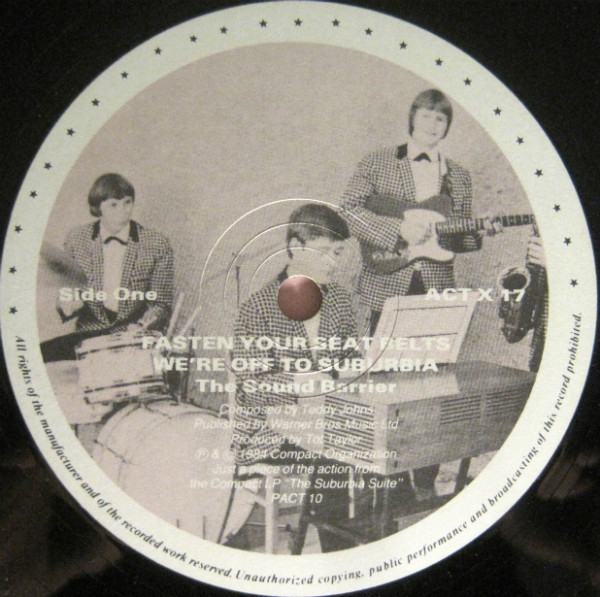 Side One
ACT X 17
FASTEN YOUR SEAT BELTS
WE'RE OFF TO SUBURBIA
The Sound Barrier
Composed by Teddy Johns
Published by Warner Bros Music Ltd
Produced by Tot Taylor
Ⓟ & © 1984 Compact Organization
Just a piece of the action from
the Compact LP "The Suburbia Suite"
PACT 10
All rights of the manufacturer and of the recorded work reserved. Unauthorized copying, public performance and broadcasting of this record prohibited.